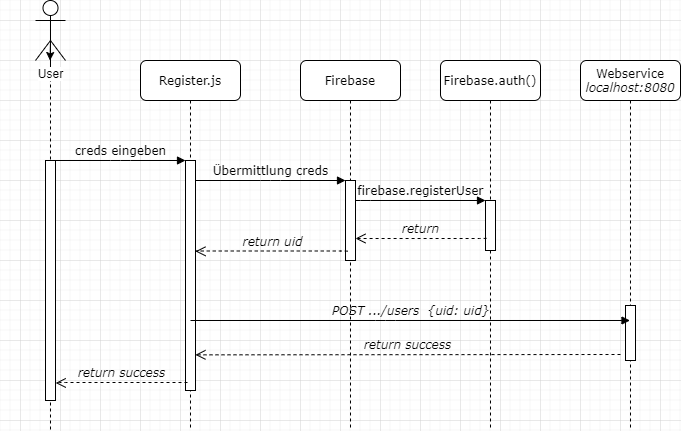 User
Register.js
Firebase
Firebase.auth()
Webservice
localhost:8080
creds eingeben
Übermittlung creds
firebase.registerUser
return
return uid
POST .../users {uid: uid}
return success
return success